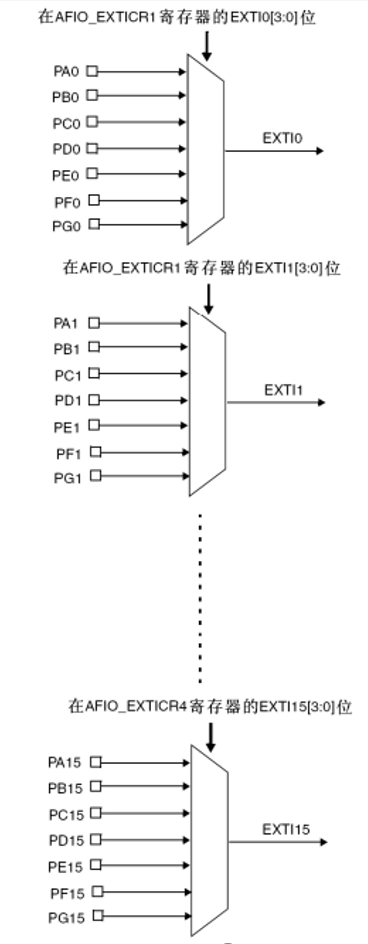 在AFIO_EXTICR1寄存器的EXTI0[3:0]位
PA0
PB0
PC0
PD0
PE0
PF0
PG0
EXTI0
在AFIO_EXTICR1寄存器的EXTI1[3:0]位
PA1
PB1
PC1
PD1
PE1
PF1
PG1
EXTI1
在AFIO_EXTICR4寄存器的EXTI15[3:0]位
PA15
PB15
PC15
PD15
PE15
PF15
PG15
EXTI15